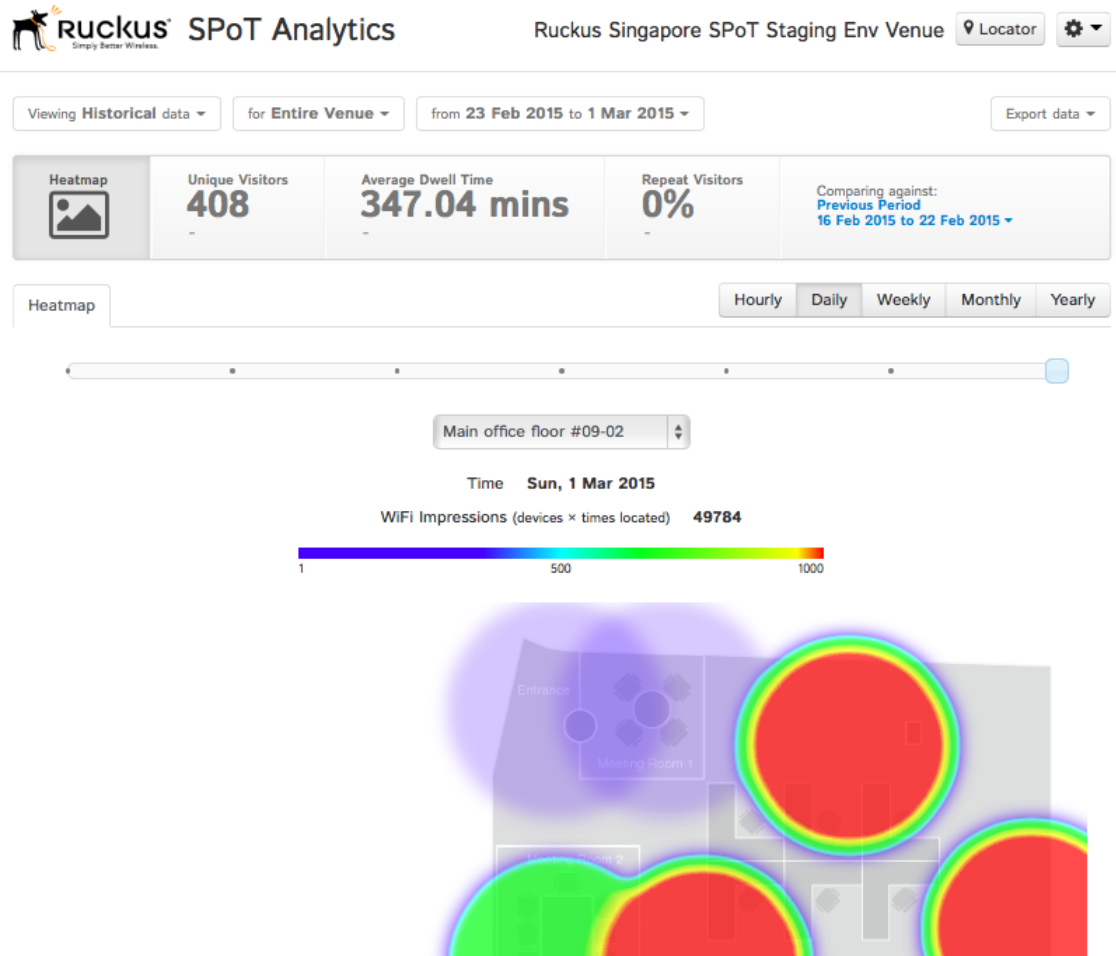 Ruckus®
Simply Better Wireless.
SPoT Analytics
Ruckus Singapore SPoT Staging Env Venue
Locator
Viewing Historical data
for Entire Venue
from 23 Feb 2015 to 1 Mar 2015
Export data
Heatmap
Unique Visitors
408
-
Average Dwell Time
347.04 mins
-
Repeat Visitors
0%
-
Comparing against:
Previous Period
16 Feb 2015 to 22 Feb 2015
Heatmap
Hourly Daily Weekly Monthly Yearly
Main office floor #09-02
Time Sun, 1 Mar 2015
WiFi Impressions (devices × times located) 49784
1 500 1000
Entrance
Meeting Room 1
Meeting Room 2